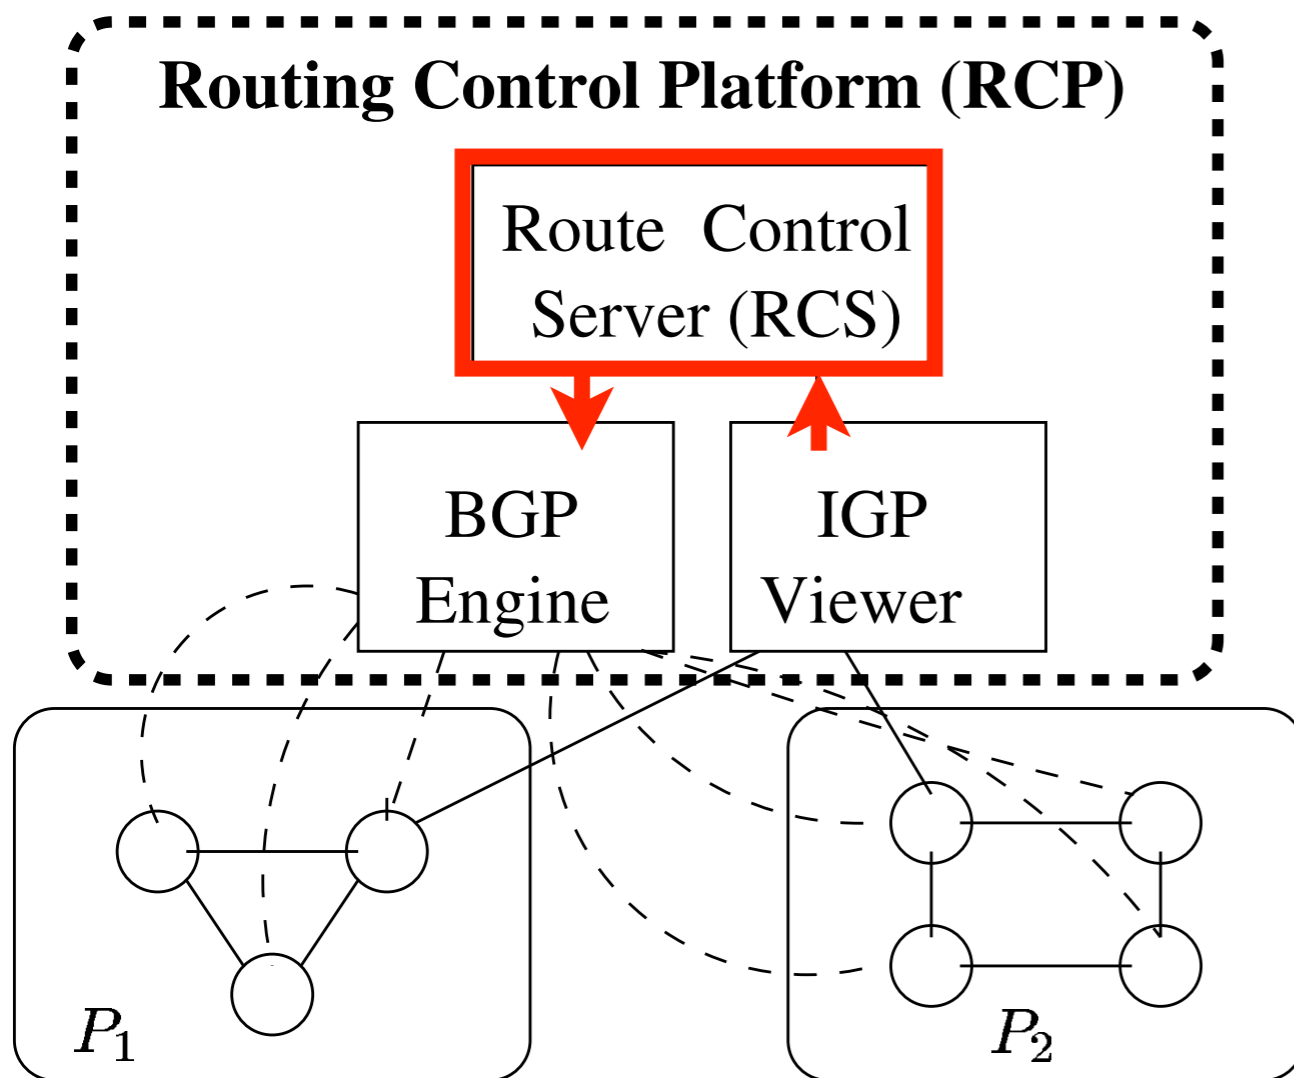 Routing Control Platform (RCP)
Route Control
Server (RCS)
BGP
Engine
IGP
Viewer
P1
P2